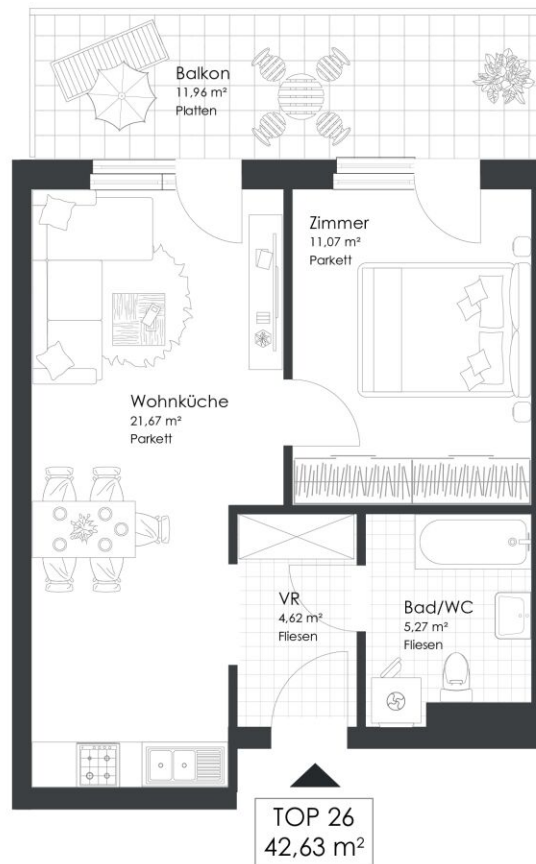 Balkon
11,96 m²
Platten
Zimmer
11,07 m²
Parkett
Wohnküche
21,67 m²
Parkett
VR
4,62 m²
Fliesen
Bad/WC
5,27 m²
Fliesen
TOP 26
42,63 m²